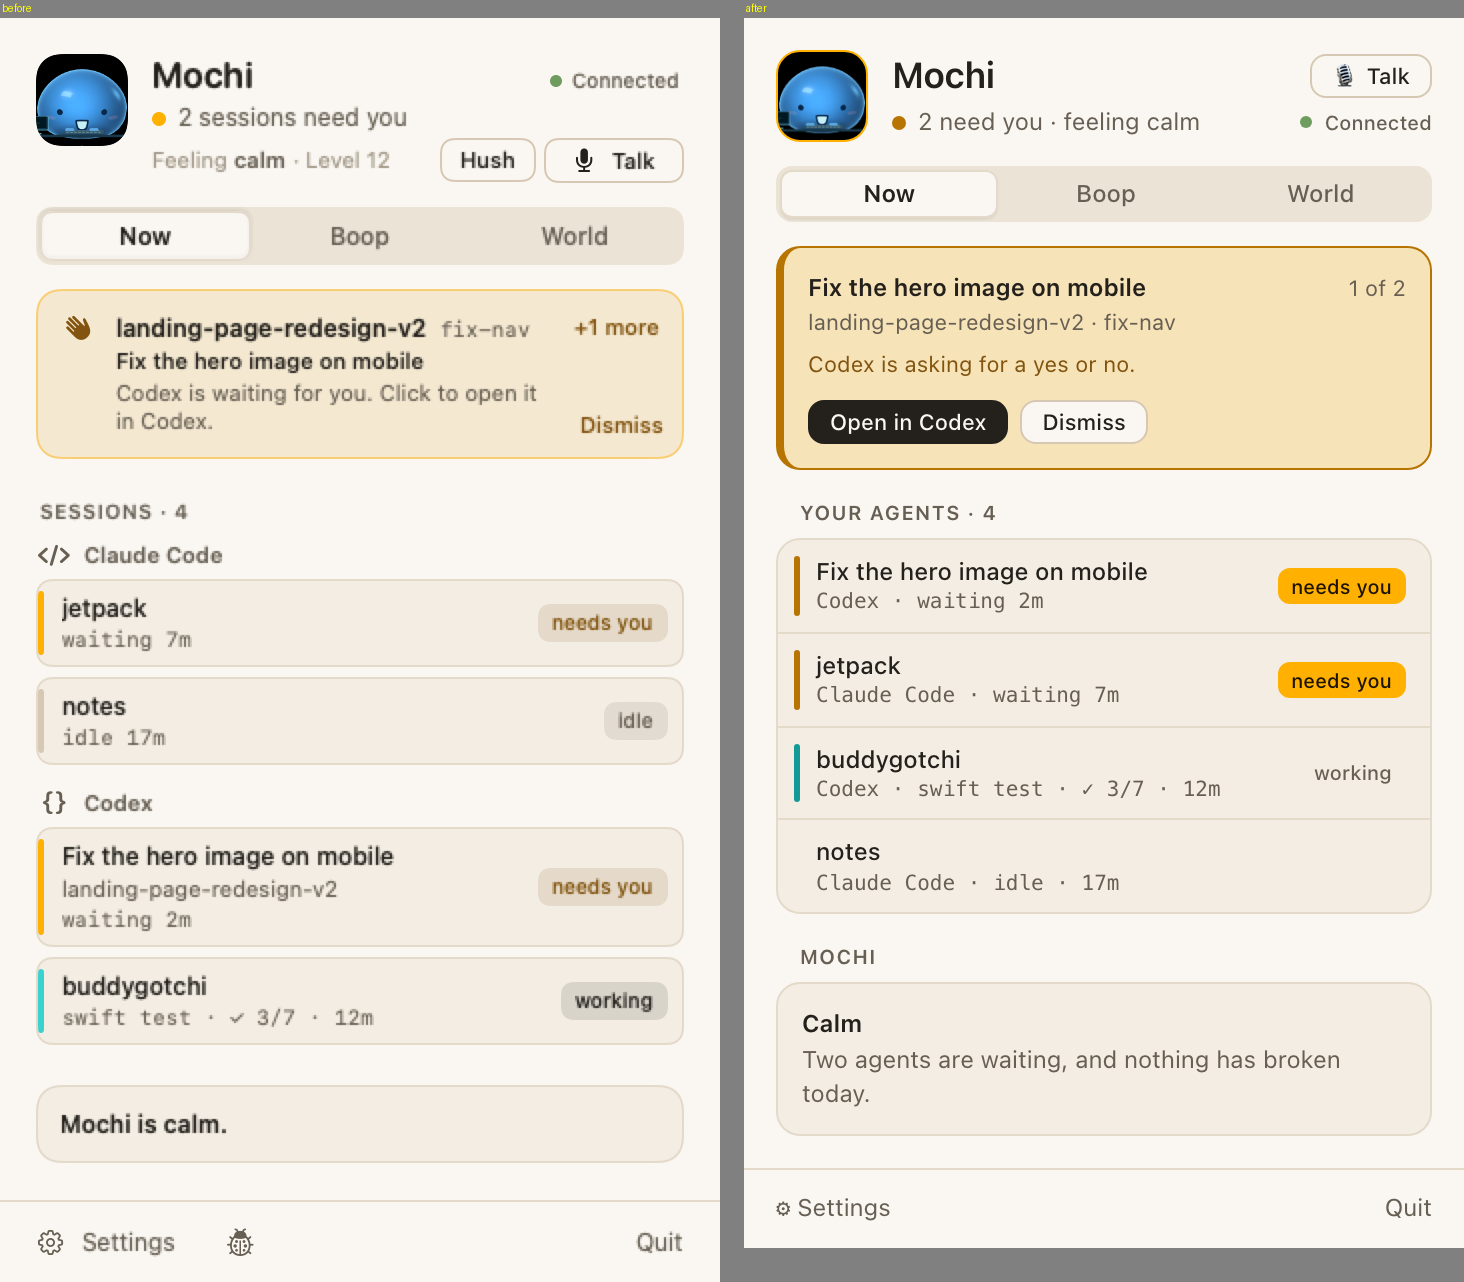 before
Mochi
Connected
2 sessions need you
Feeling calm · Level 12
Hush
Talk
Now
Boop
World
landing-page-redesign-v2 fix-nav
+1 more
Fix the hero image on mobile
Codex is waiting for you. Click to open it
in Codex.
Dismiss
SESSIONS · 4
</> Claude Code
jetpack
waiting 7m
needs you
notes
idle 17m
idle
{} Codex
Fix the hero image on mobile
landing-page-redesign-v2
waiting 2m
needs you
buddygotchi
swift test · ✓ 3/7 · 12m
working
Mochi is calm.
Settings
Quit
after
Mochi
Talk
2 need you · feeling calm
Connected
Now
Boop
World
Fix the hero image on mobile
1 of 2
landing-page-redesign-v2 · fix-nav
Codex is asking for a yes or no.
Open in Codex
Dismiss
YOUR AGENTS · 4
Fix the hero image on mobile
Codex · waiting 2m
needs you
jetpack
Claude Code · waiting 7m
needs you
buddygotchi
Codex · swift test · ✓ 3/7 · 12m
working
notes
Claude Code · idle · 17m
MOCHI
Calm
Two agents are waiting, and nothing has broken
today.
Settings
Quit